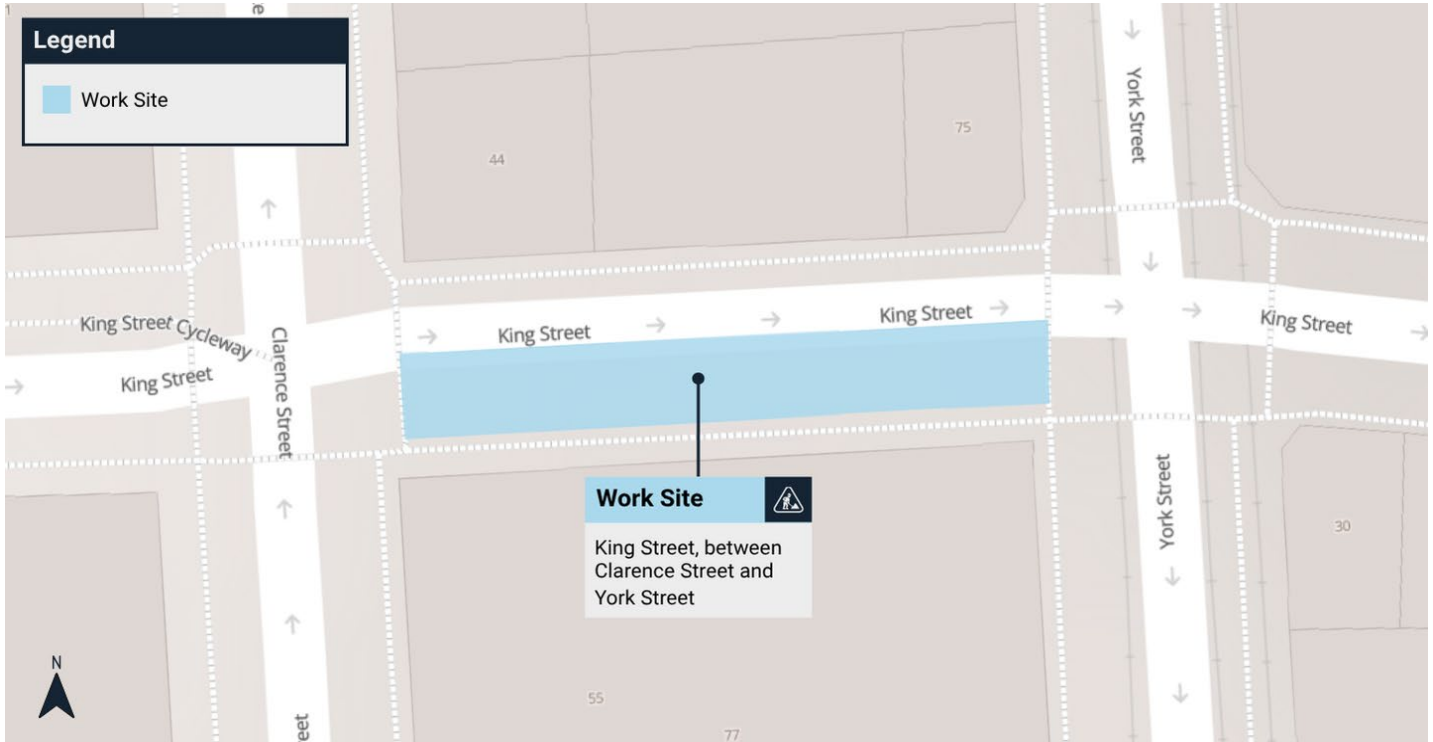 Legend
Work Site
44
75
York Street
King Street Cycleway
King Street
Clarence Street
King Street
King Street
King Street
Work Site
King Street, between
Clarence Street and
York Street
York Street
30
N
55
77
eet